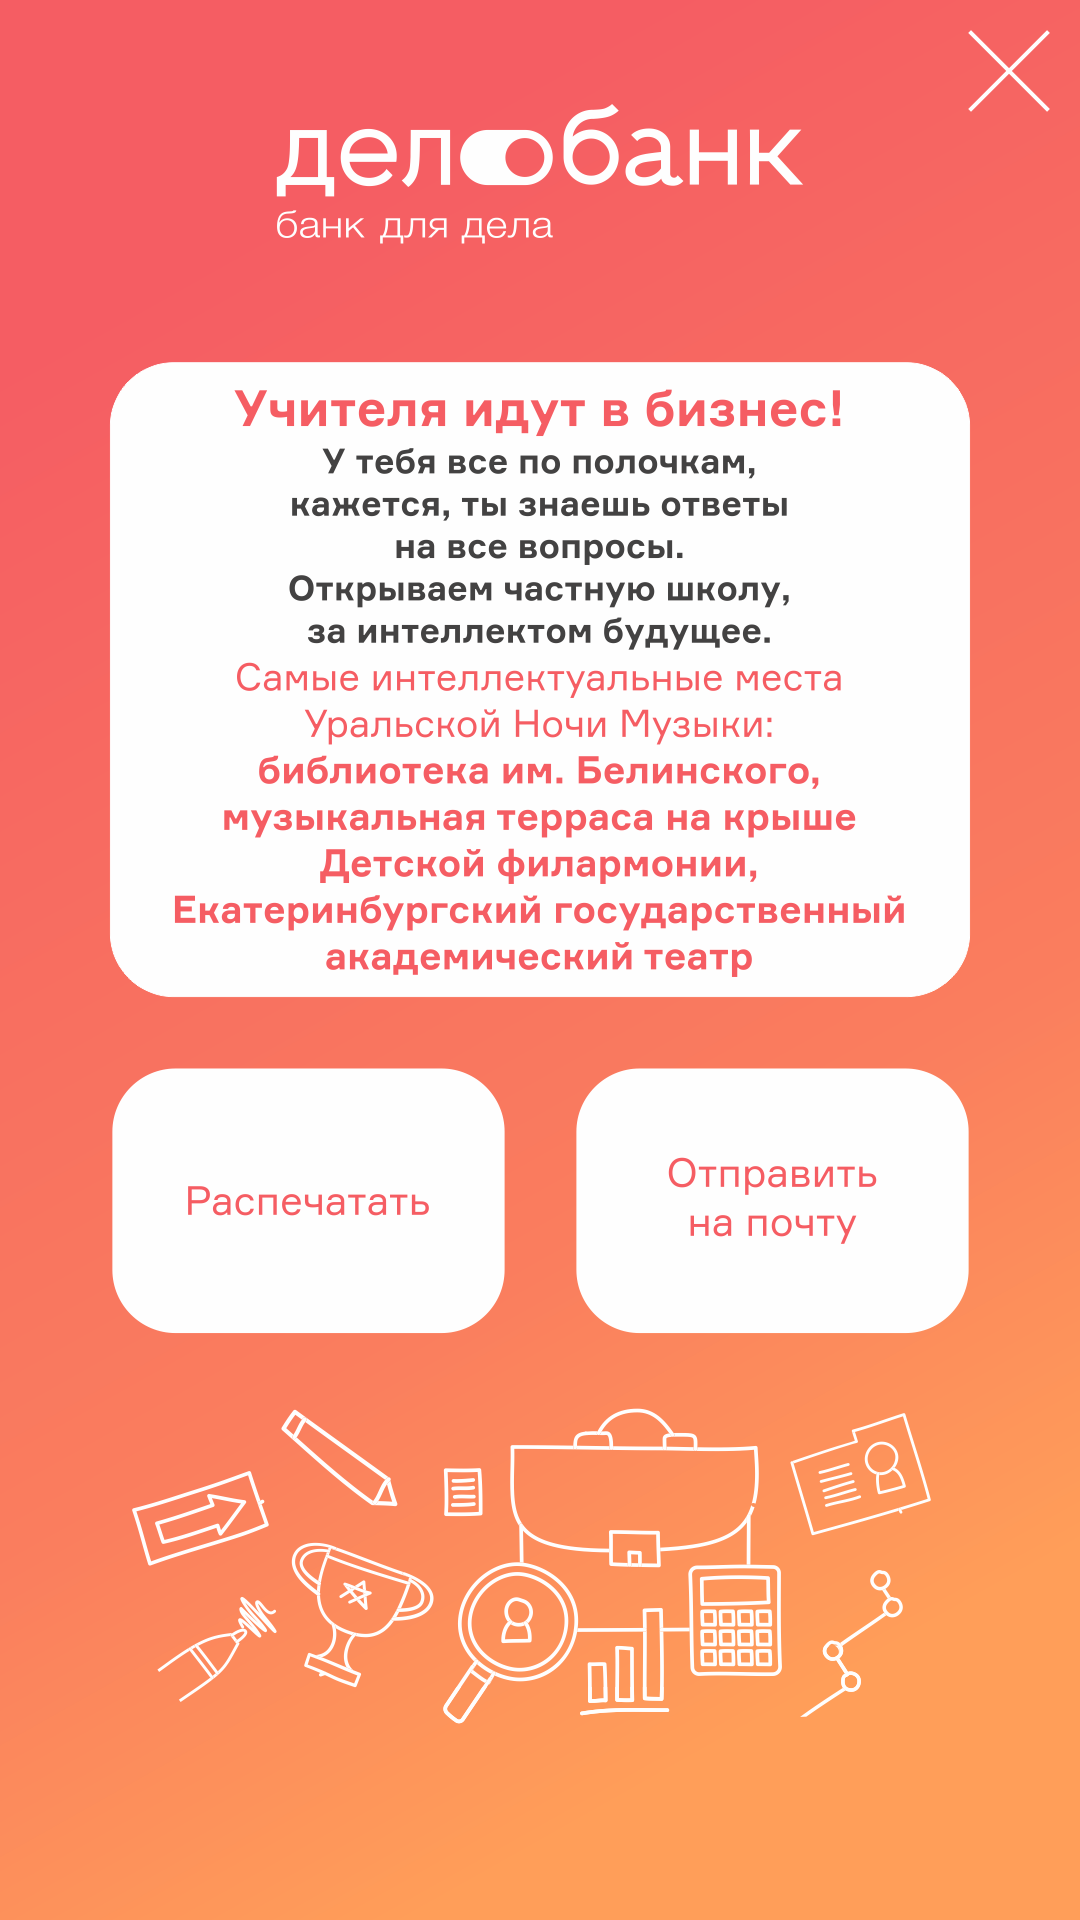 делобанк
банк для дела
Учителя идут в бизнес!
У тебя все по полочкам,
кажется, ты знаешь ответы
на все вопросы.
Открываем частную школу,
за интеллектом будущее.
Самые интеллектуальные места
Уральской Ночи Музыки:
библиотека им. Белинского,
музыкальная терраса на крыше
Детской филармонии,
Екатеринбургский государственный
академический театр
Распечатать
Отправить
на почту